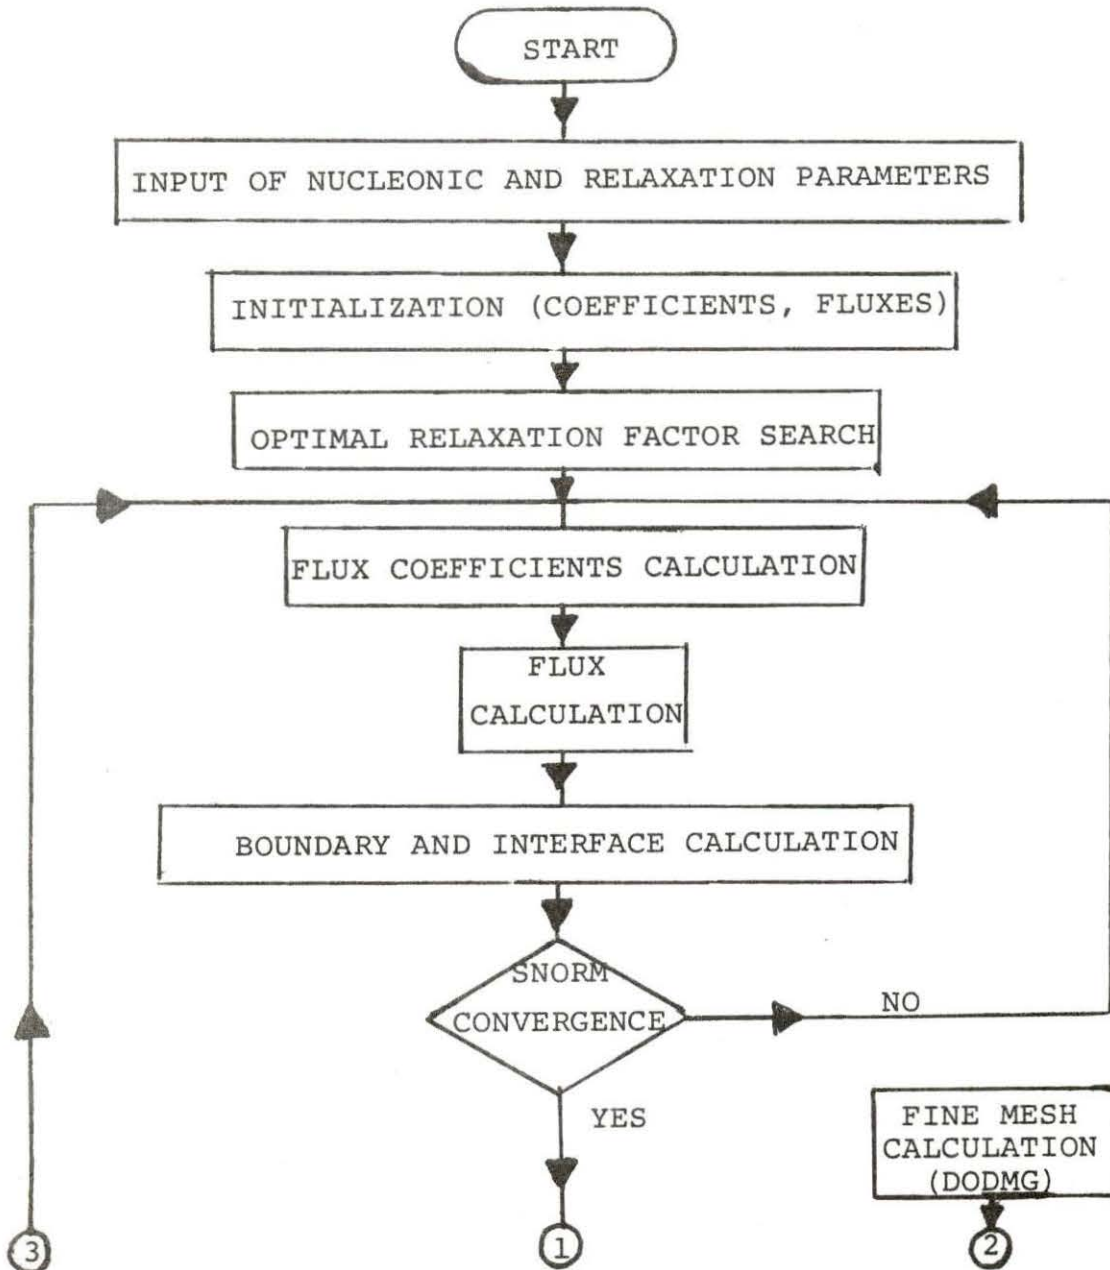 START
INPUT OF NUCLEONIC AND RELAXATION PARAMETERS
INITIALIZATION (COEFFICIENTS, FLUXES)
OPTIMAL RELAXATION FACTOR SEARCH
FLUX COEFFICIENTS CALCULATION
FLUX
CALCULATION
BOUNDARY AND INTERFACE CALCULATION
SNORM
CONVERGENCE
NO
YES
FINE MESH
CALCULATION
(DODMG)
3
1
2